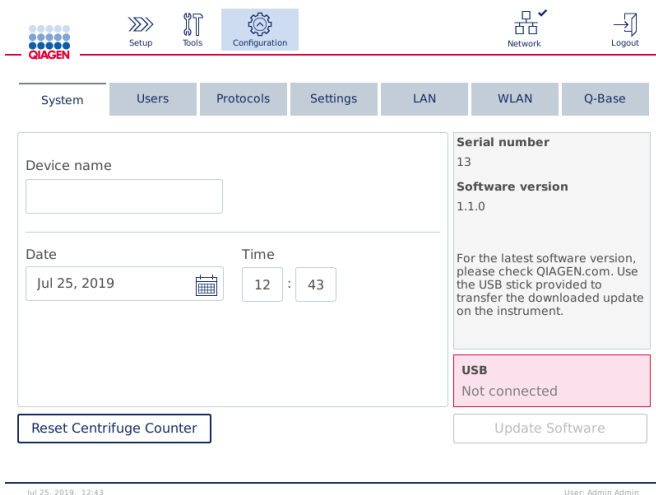 QIAGEN
Setup
Tools
Configuration
Network
Logout
System
Users
Protocols
Settings
LAN
WLAN
Q-Base
Device name
Date
Time
Jul 25, 2019
12 : 43
Serial number
13
Software version
1.1.0
For the latest software version,
please check QIAGEN.com. Use
the USB stick provided to
transfer the downloaded update
on the instrument.
USB
Not connected
Reset Centrifuge Counter
Update Software
Jul 25, 2019, 12:43
User: Admin Admin